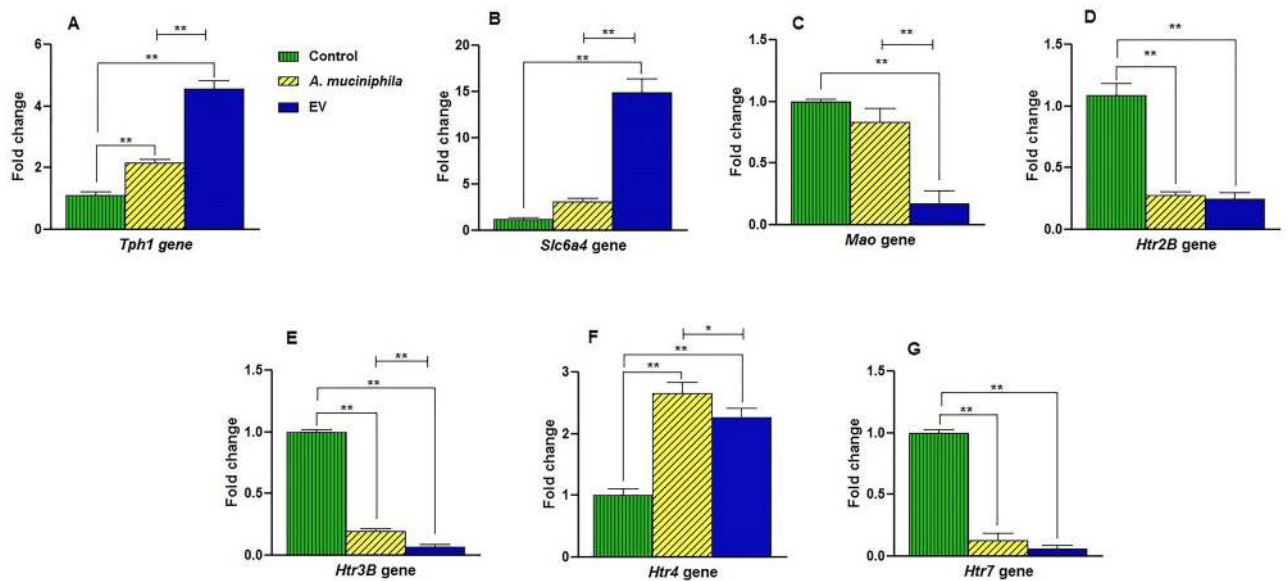 A
**
**
**
6
4
2
0
Fold change
Tph1 gene
Control
A. muciniphila
EV
B
**
**
20
15
10
5
0
Fold change
Slc6a4 gene
C
**
**
1.5
1.0
0.5
0.0
Fold change
Mao gene
D
**
**
1.5
1.0
0.5
0.0
Fold change
Htr2B gene
E
**
**
**
1.5
1.0
0.5
0.0
Fold change
Htr3B gene
F
*
**
**
3
2
1
0
Fold change
Htr4 gene
G
**
**
1.5
1.0
0.5
0.0
Fold change
Htr7 gene